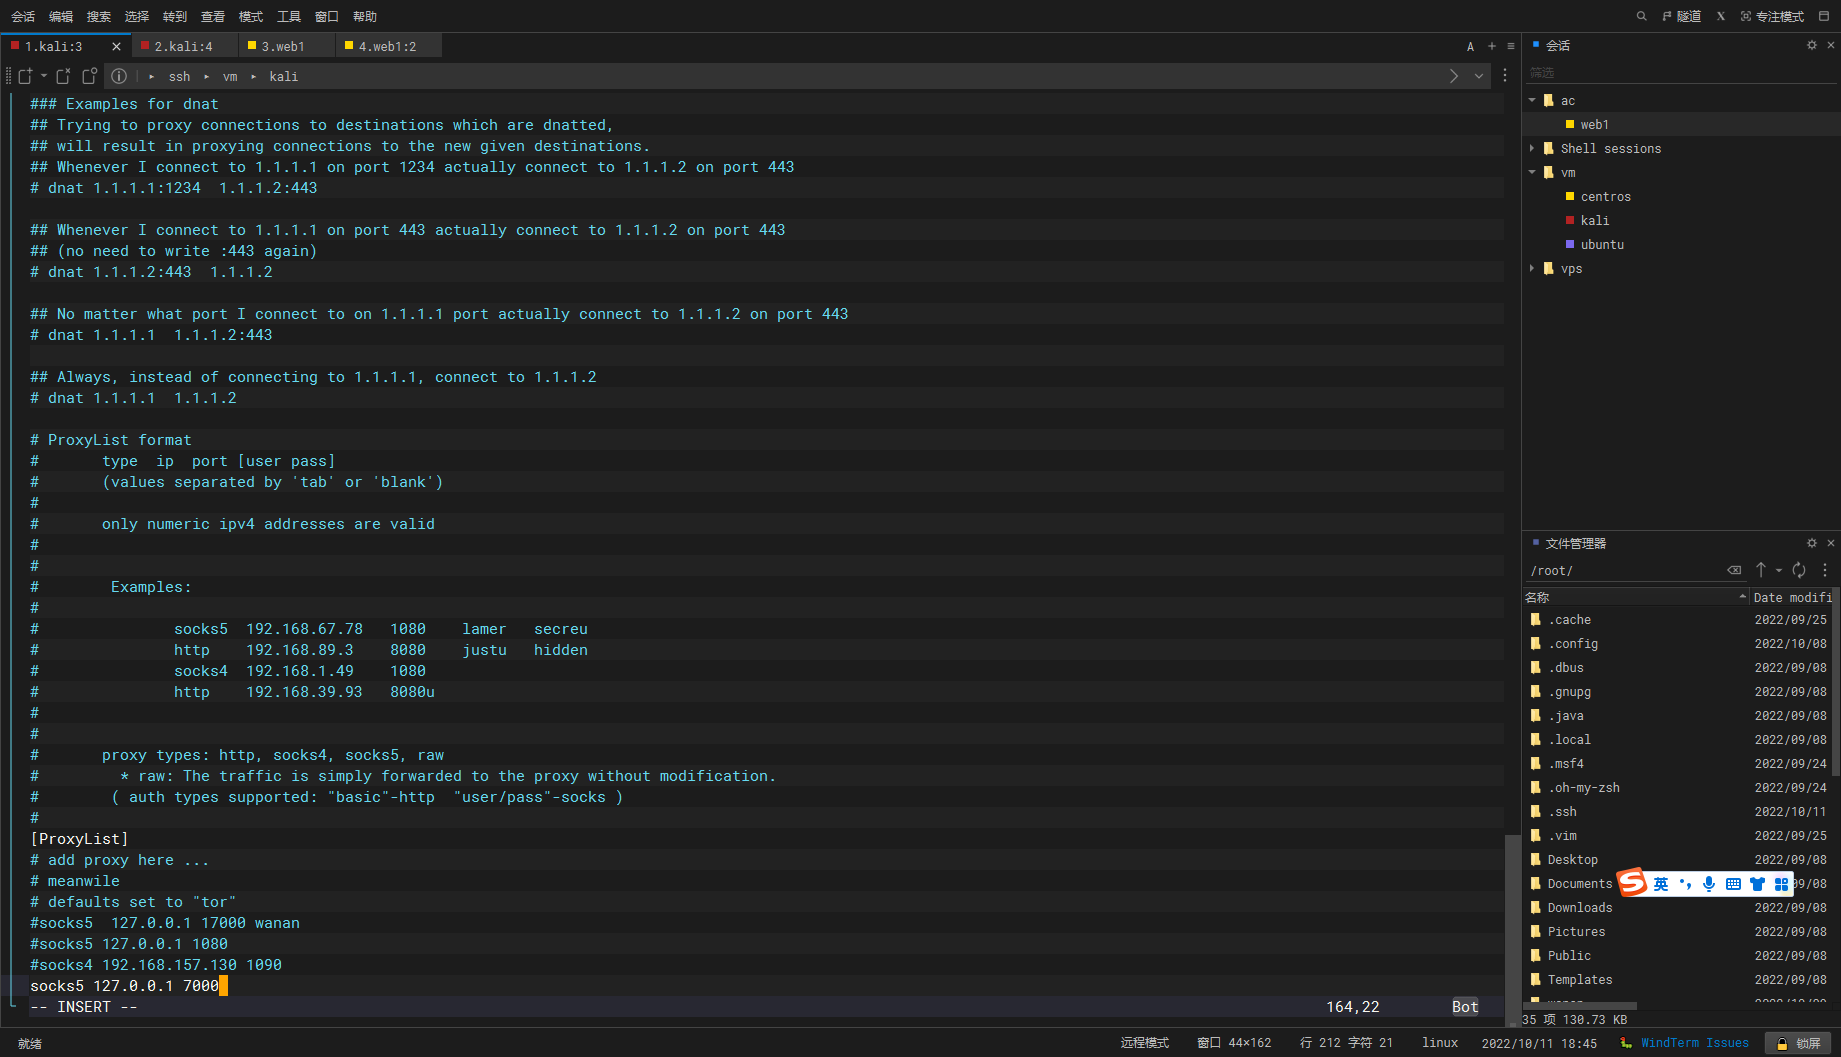 会话 编辑 搜索 选择 转到 查看 模式 工具 窗口 帮助 隧道 X 专注模式
1.kali:3 2.kali:4 3.web1 4.web1:2 A
ssh vm kali
### Examples for dnat
## Trying to proxy connections to destinations which are dnatted,
## will result in proxying connections to the new given destinations.
## Whenever I connect to 1.1.1.1 on port 1234 actually connect to 1.1.1.2 on port 443
# dnat 1.1.1.1:1234  1.1.1.2:443
## Whenever I connect to 1.1.1.1 on port 443 actually connect to 1.1.1.2 on port 443
## (no need to write :443 again)
# dnat 1.1.1.2:443  1.1.1.2
## No matter what port I connect to on 1.1.1.1 port actually connect to 1.1.1.2 on port 443
# dnat 1.1.1.1  1.1.1.2:443
## Always, instead of connecting to 1.1.1.1, connect to 1.1.1.2
# dnat 1.1.1.1  1.1.1.2
# ProxyList format
#       type  ip  port [user pass]
#       (values separated by 'tab' or 'blank')
#
#       only numeric ipv4 addresses are valid
#
#
#        Examples:
#
#               socks5  192.168.67.78   1080    lamer   secreu
#               http    192.168.89.3    8080    justu   hidden
#               socks4  192.168.1.49    1080
#               http    192.168.39.93   8080u
#
#
#       proxy types: http, socks4, socks5, raw
#         * raw: The traffic is simply forwarded to the proxy without modification.
#        ( auth types supported: "basic"-http  "user/pass"-socks )
#
[ProxyList]
# add proxy here ...
# meanwile
# defaults set to "tor"
#socks5  127.0.0.1 17000 wanan
#socks5 127.0.0.1 1080
#socks4 192.168.157.130 1090
socks5 127.0.0.1 7000
-- INSERT -- 164,22 Bot
会话
筛选
ac
web1
Shell sessions
vm
centros
kali
ubuntu
vps
文件管理器
/root/
名称 Date modifi
.cache 2022/09/25
.config 2022/10/08
.dbus 2022/09/08
.gnupg 2022/09/08
.java 2022/09/08
.local 2022/09/08
.msf4 2022/09/24
.oh-my-zsh 2022/09/24
.ssh 2022/10/11
.vim 2022/09/25
Desktop 2022/09/08
Documents 英 9/08
Downloads 2022/09/08
Pictures 2022/09/08
Public 2022/09/08
Templates 2022/09/08
35 项 130.73 KB
就绪 远程模式 窗口 44×162 行 212 字符 21 linux 2022/10/11 18:45 WindTerm Issues 锁屏